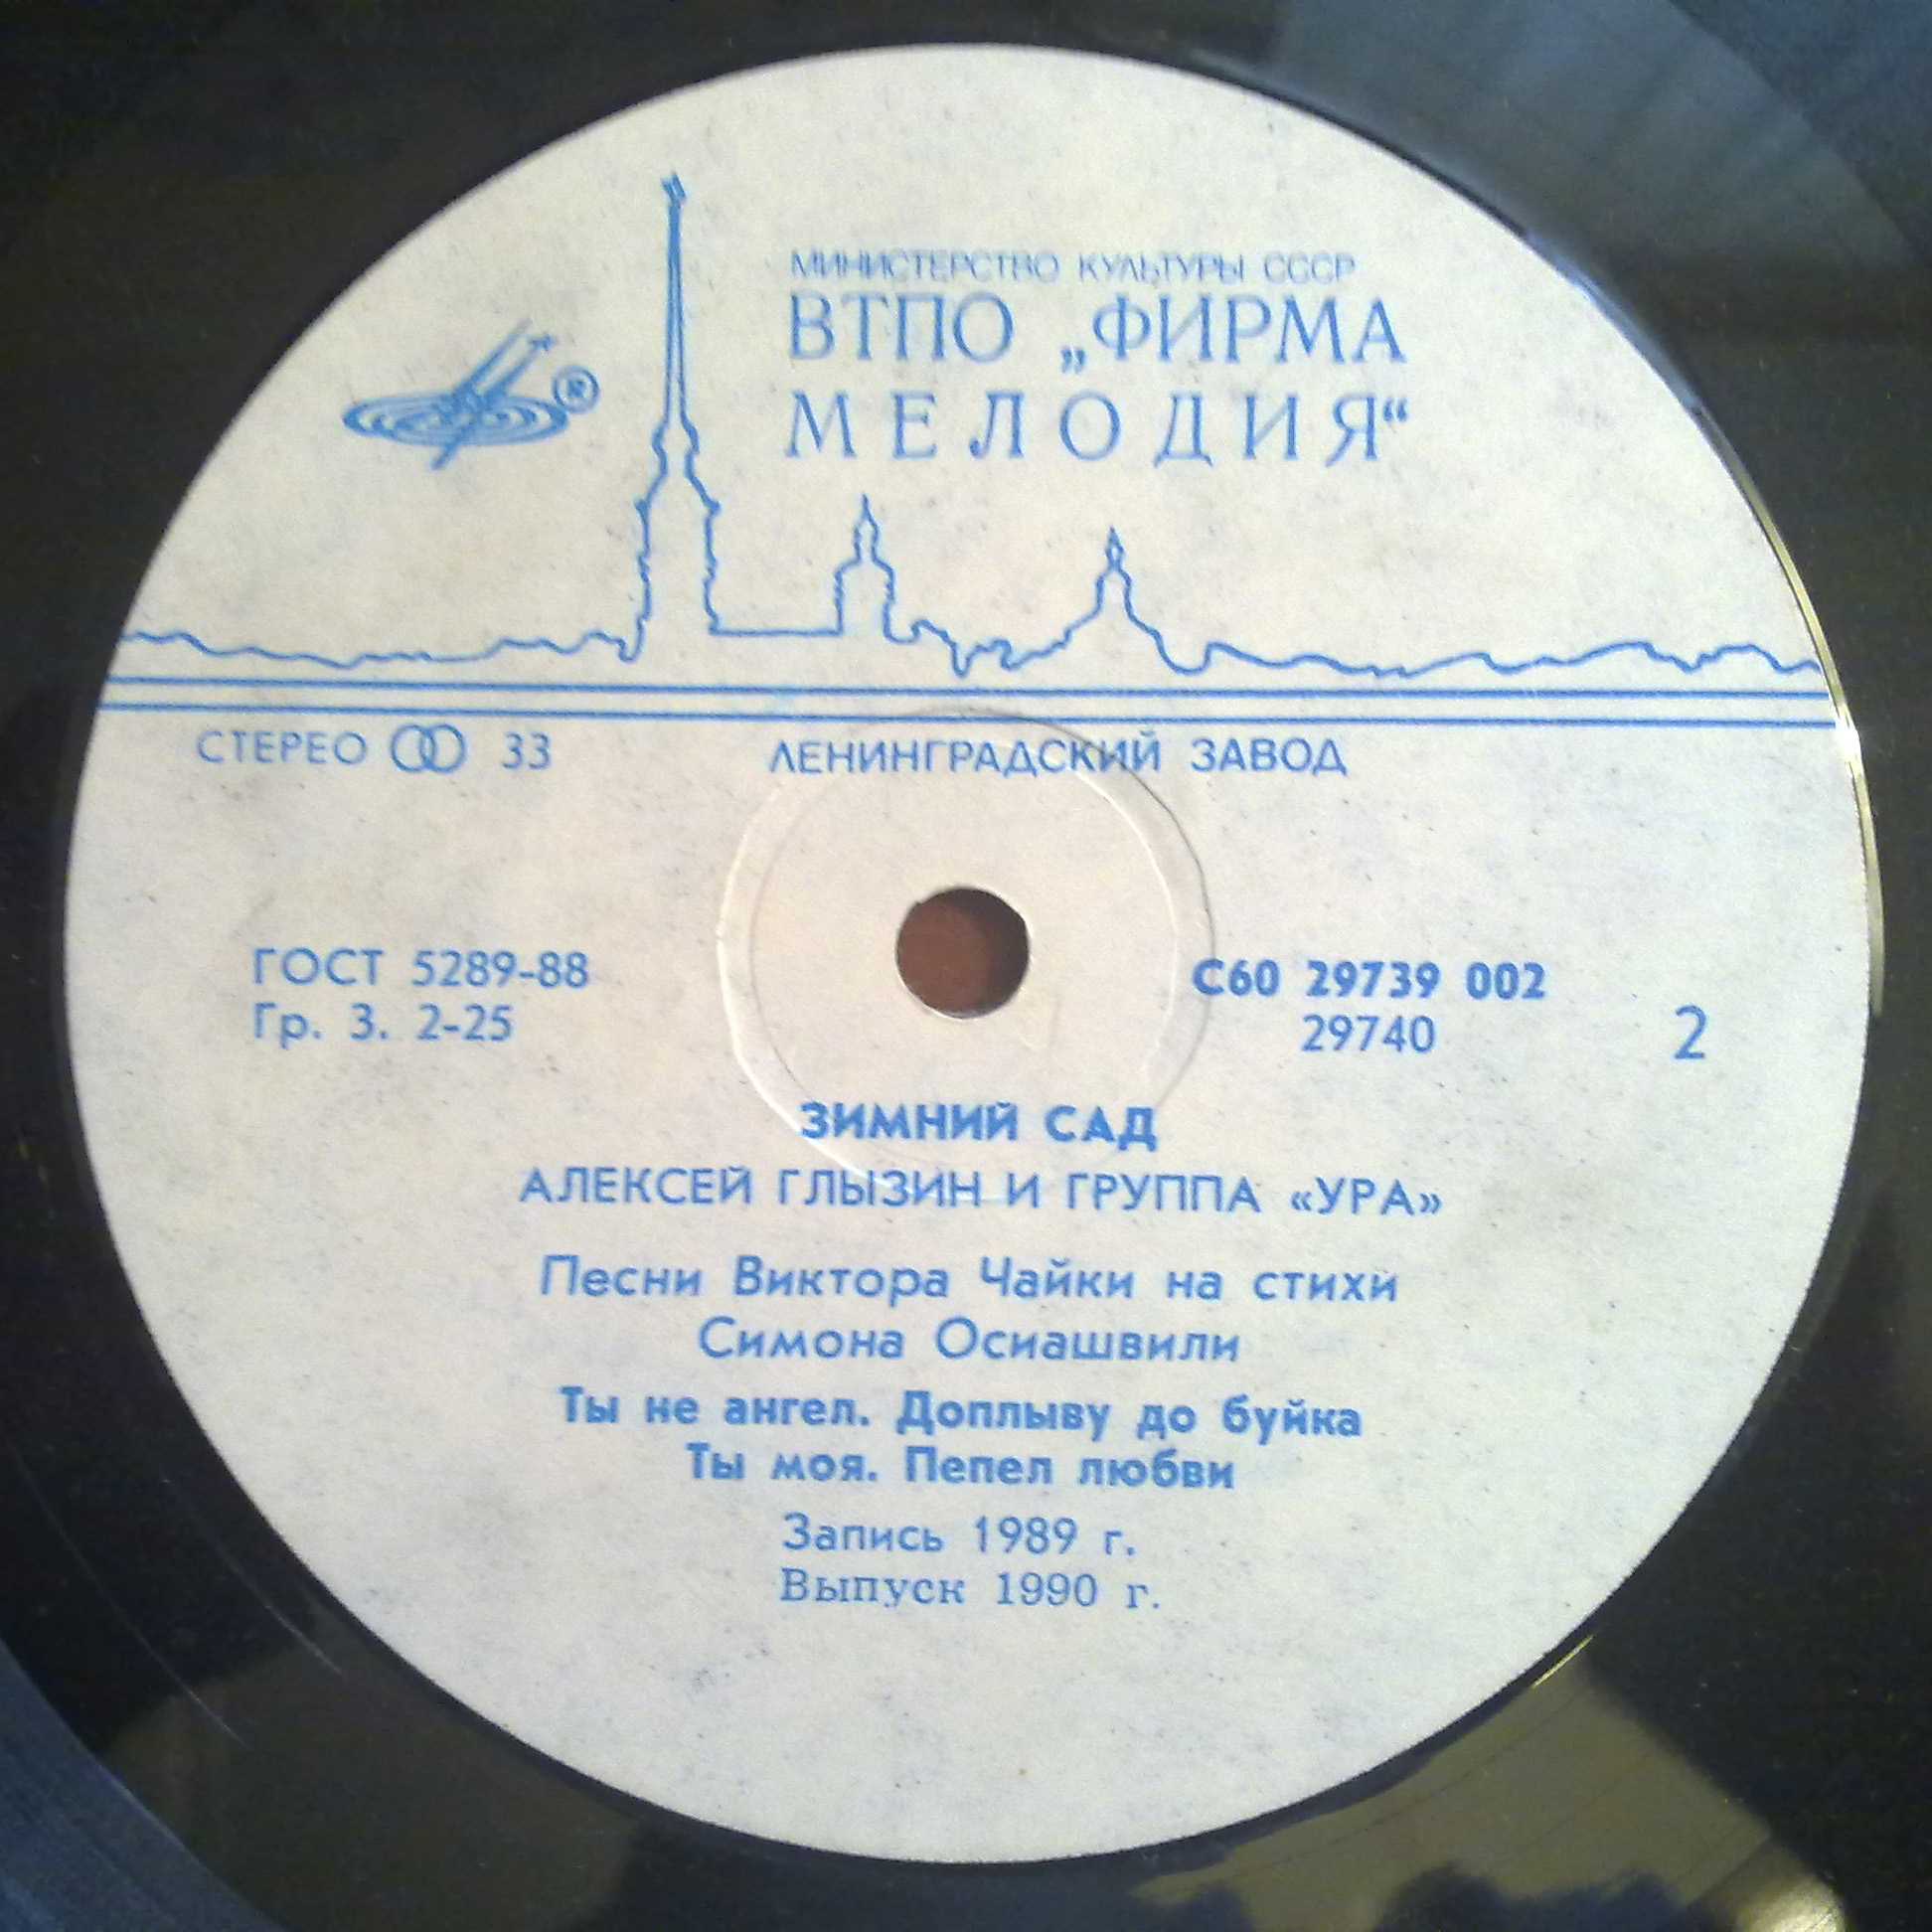 МИНИСТЕРСТВО КУЛЬТУРЫ СССР
ВТПО „ФИРМА
МЕЛОДИЯ“
®
СТЕРЕО 33
ЛЕНИНГРАДСКИЙ ЗАВОД
ГОСТ 5289-88
Гр. 3. 2-25
С60 29739 002
29740
2
ЗИМНИЙ САД
АЛЕКСЕЙ ГЛЫЗИН И ГРУППА «УРА»
Песни Виктора Чайки на стихи
Симона Осиашвили
Ты не ангел. Доплыву до буйка
Ты моя. Пепел любви
Запись 1989 г.
Выпуск 1990 г.